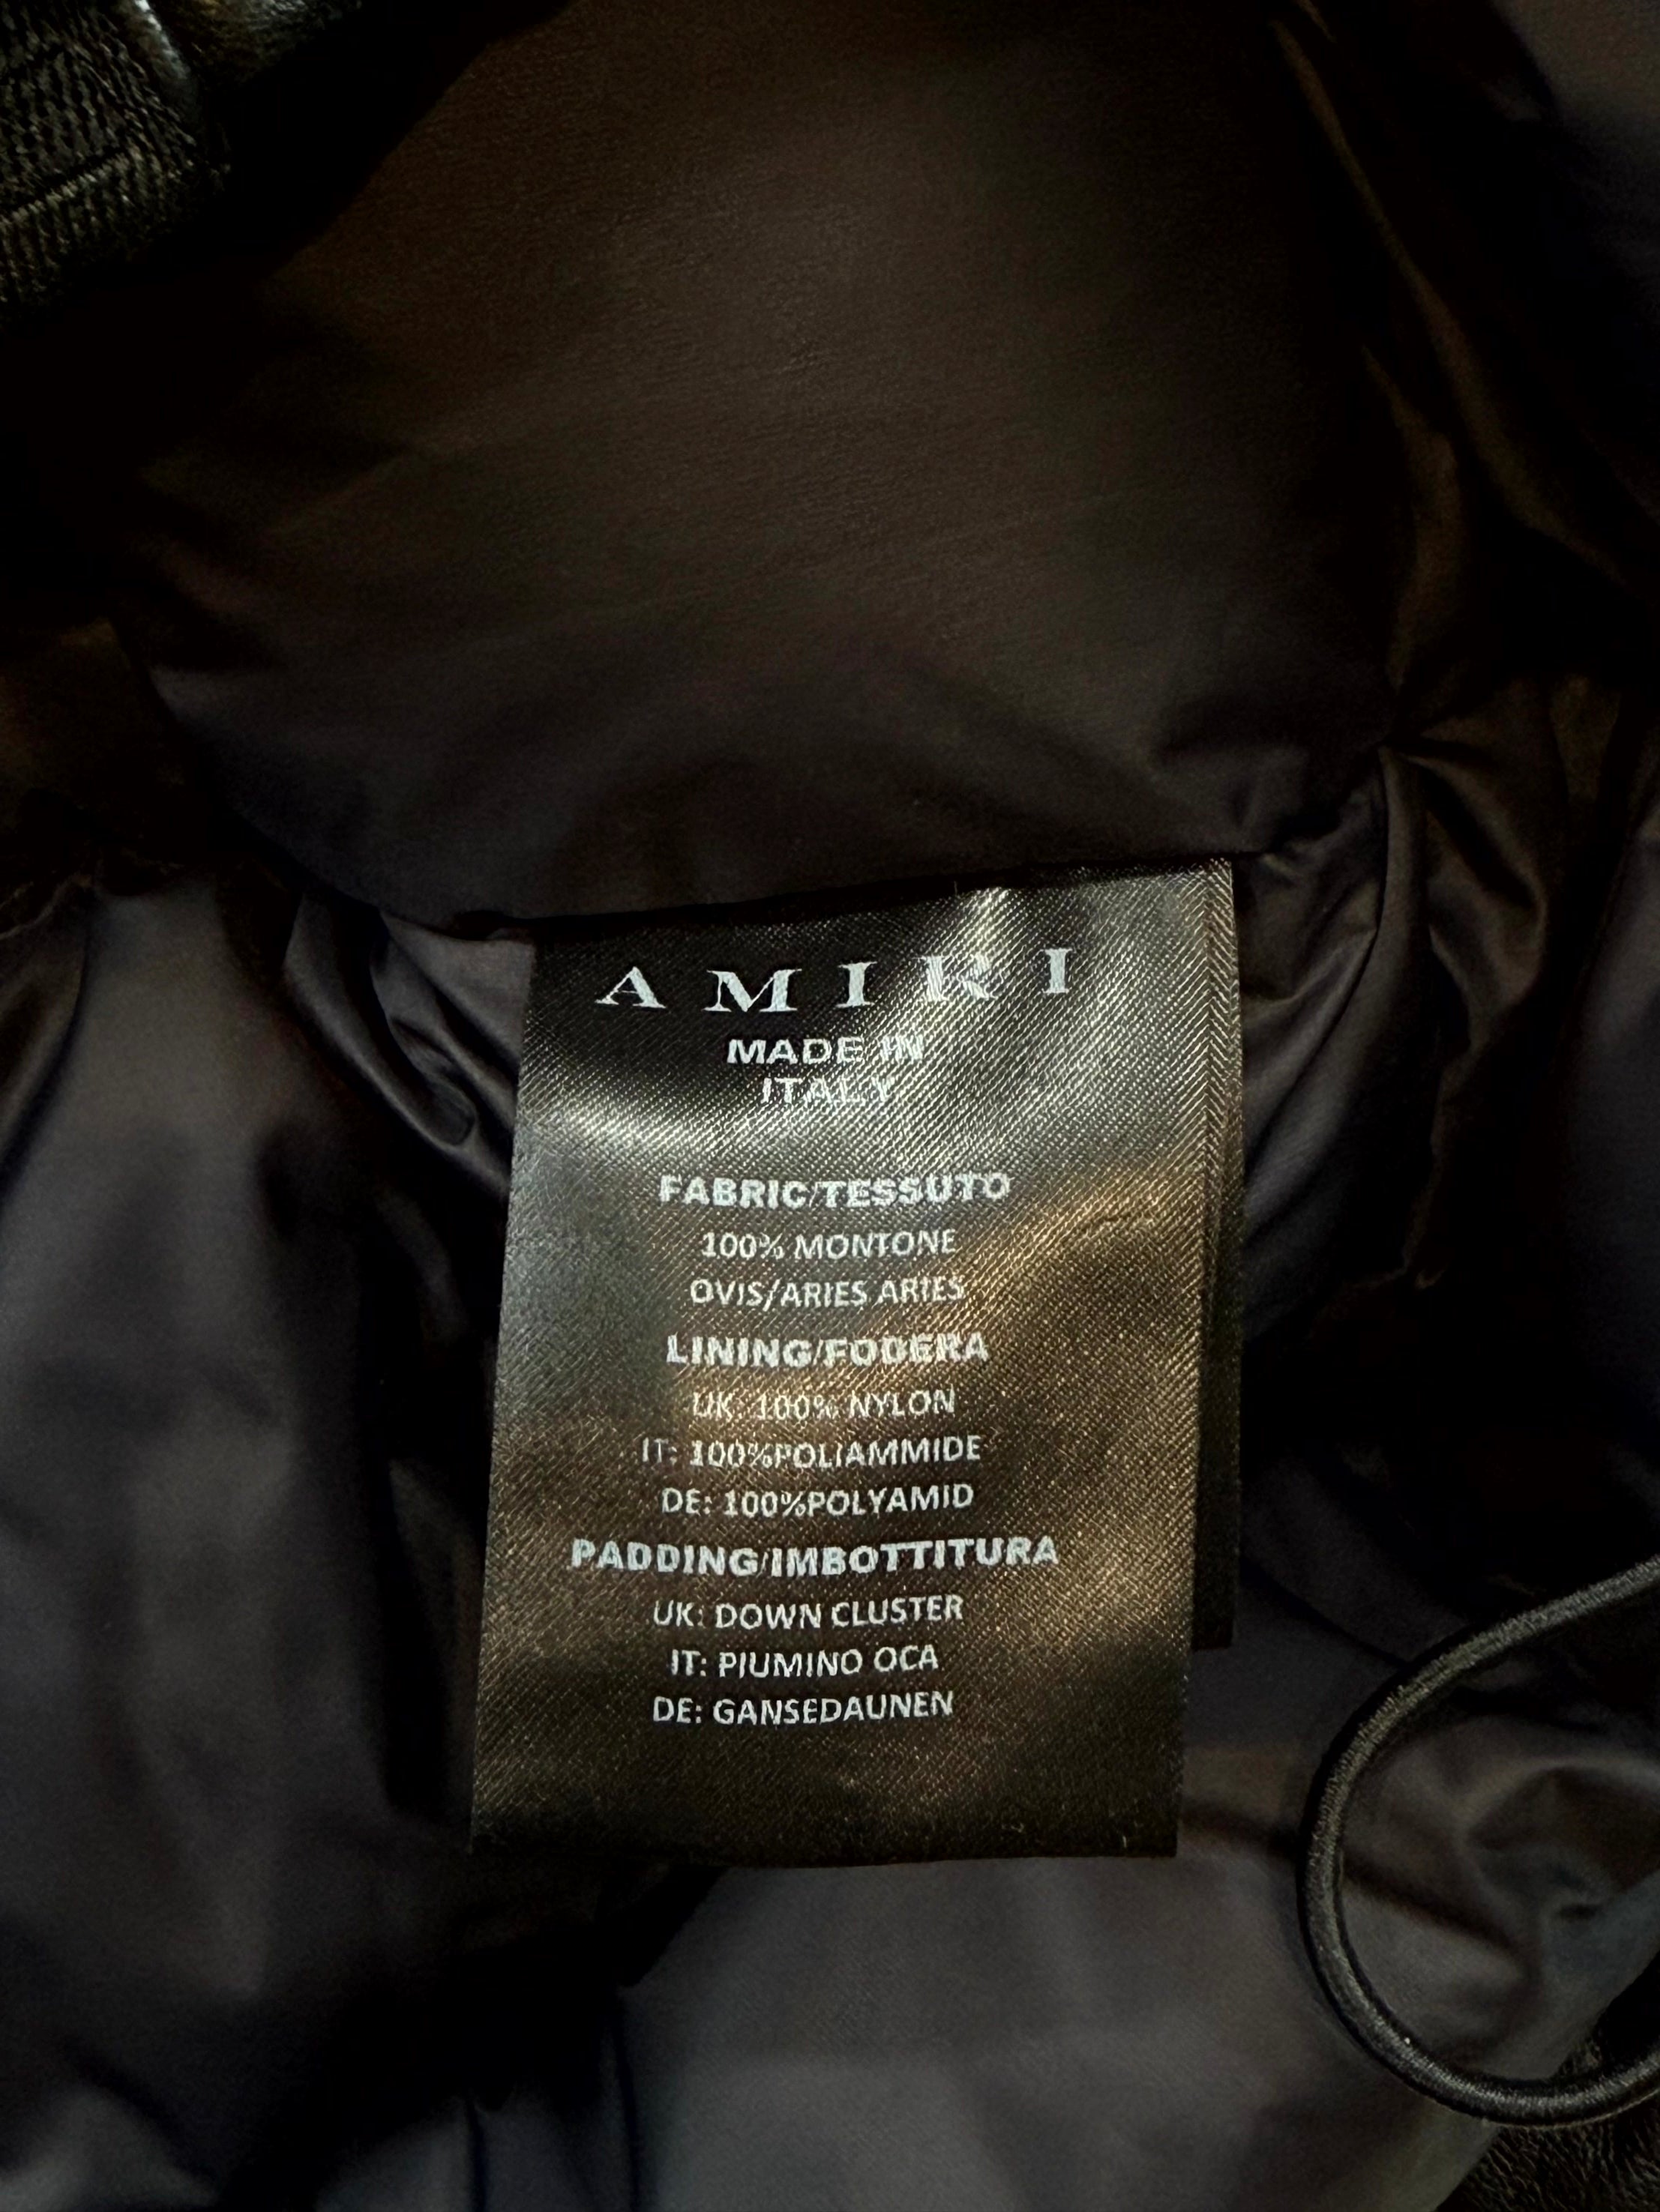 AMIRI
MADE IN
ITALY
FABRIC/TESSUTO
100% MONTONE
OVIS/ARIES ARIES
LINING/FODERA
UK: 100% NYLON
IT: 100%POLIAMMIDE
DE: 100%POLYAMID
PADDING/IMBOTTITURA
UK: DOWN CLUSTER
IT: PIUMINO OCA
DE: GANSEDAUNEN